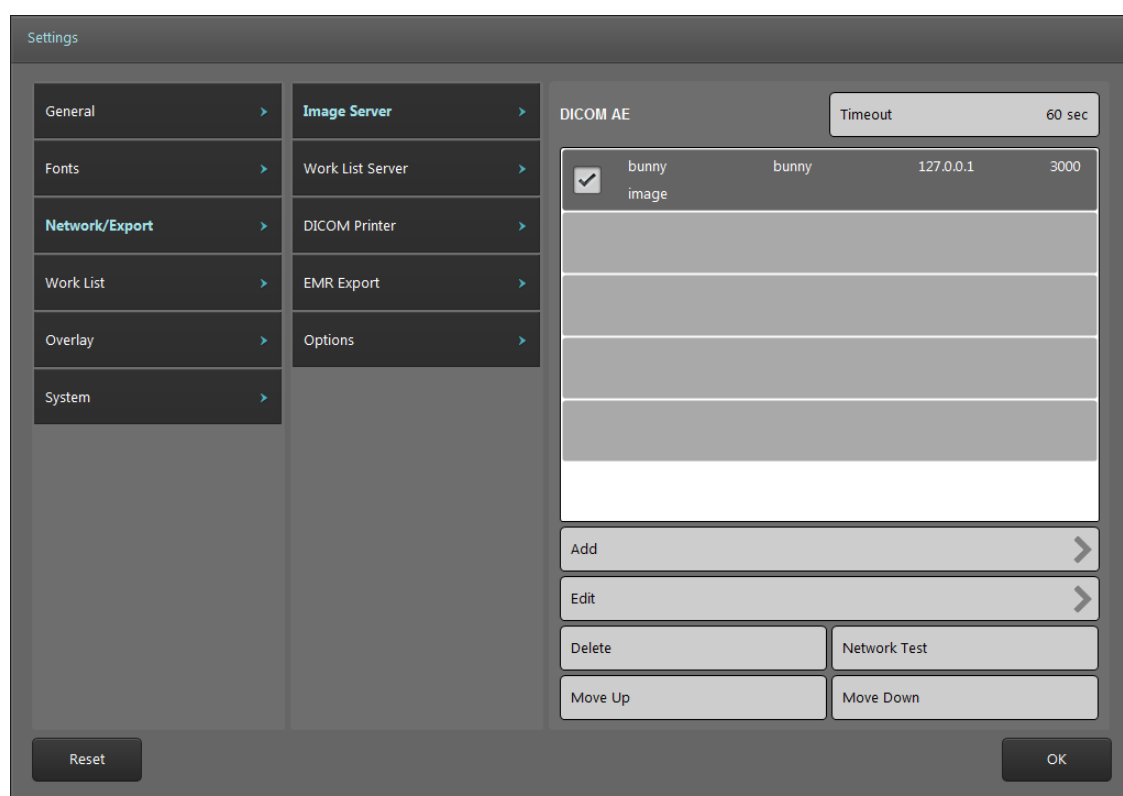 Settings
General
Fonts
Network/Export
Work List
Overlay
System
Image Server
Work List Server
DICOM Printer
EMR Export
Options
DICOM AE
Timeout 60 sec
bunny bunny 127.0.0.1 3000
image
Add
Edit
Delete Network Test
Move Up Move Down
Reset OK